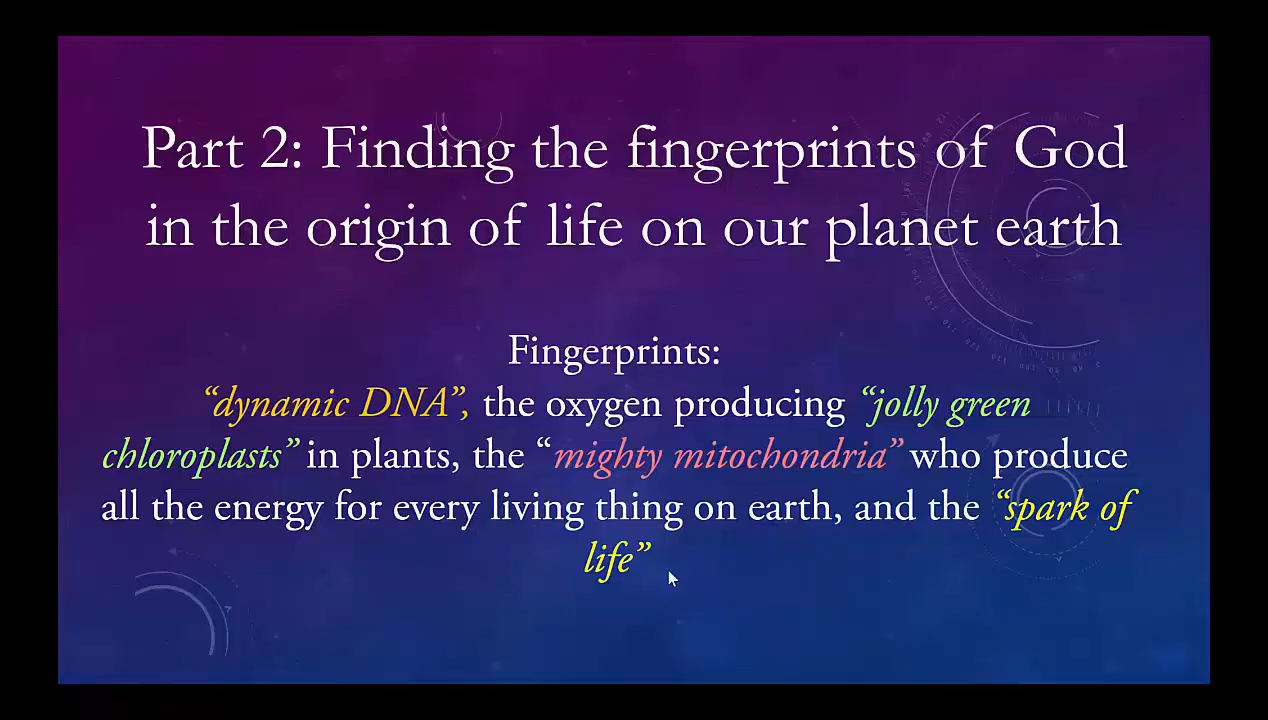 Part 2: Finding the fingerprints of God
in the origin of life on our planet earth
Fingerprints:
“dynamic DNA”, the oxygen producing “jolly green
chloroplasts” in plants, the “mighty mitochondria” who produce
all the energy for every living thing on earth, and the “spark of
life”